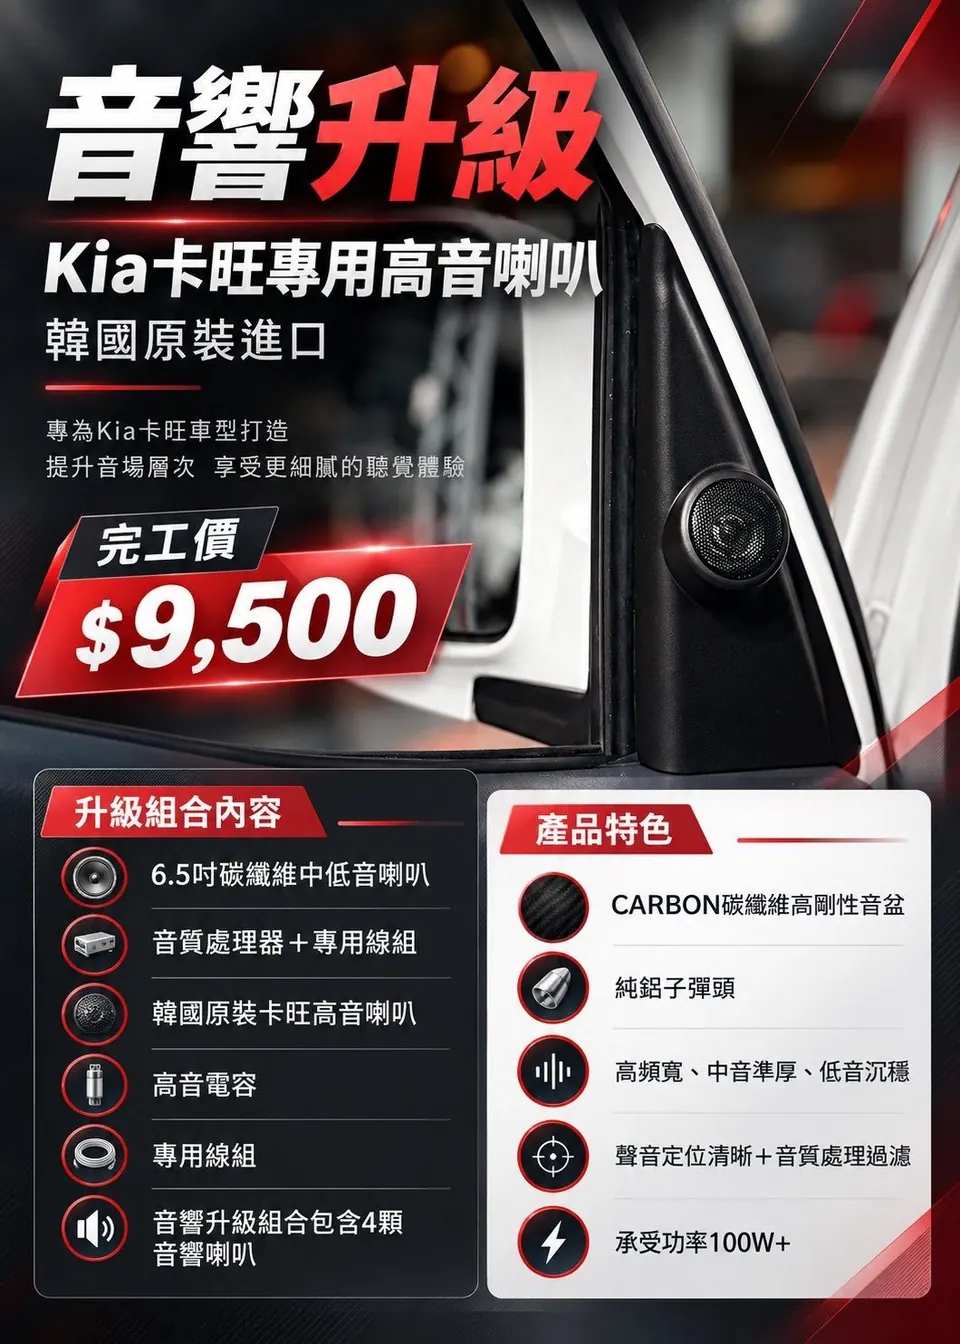 音響升級
Kia卡旺專用高音喇叭
韓國原裝進口
專為Kia卡旺車型打造
提升音場層次 享受更細膩的聽覺體驗
完工價
$9,500
升級組合內容
6.5吋碳纖維中低音喇叭
音質處理器＋專用線組
韓國原裝卡旺高音喇叭
高音電容
專用線組
音響升級組合包含4顆
音響喇叭
產品特色
CARBON碳纖維高剛性音盆
純鋁子彈頭
高頻寬、中音準厚、低音沉穩
聲音定位清晰＋音質處理過濾
承受功率100W+